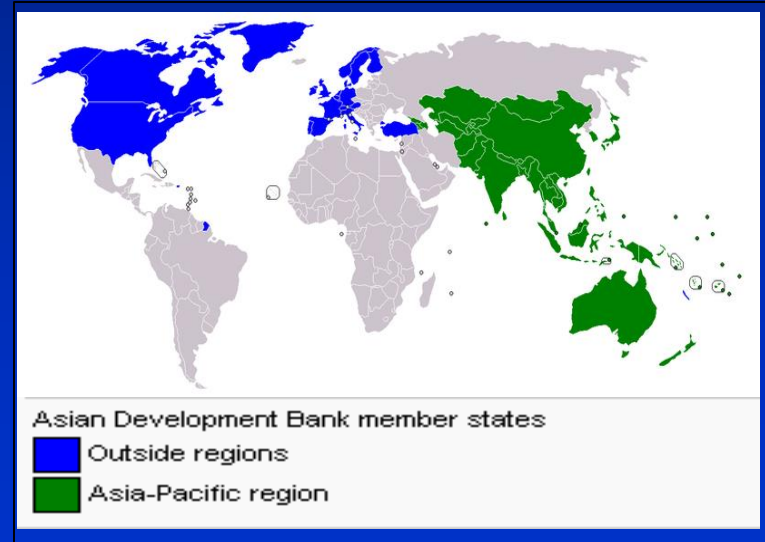 Asian Development Bank member states
Outside regions
Asia-Pacific region